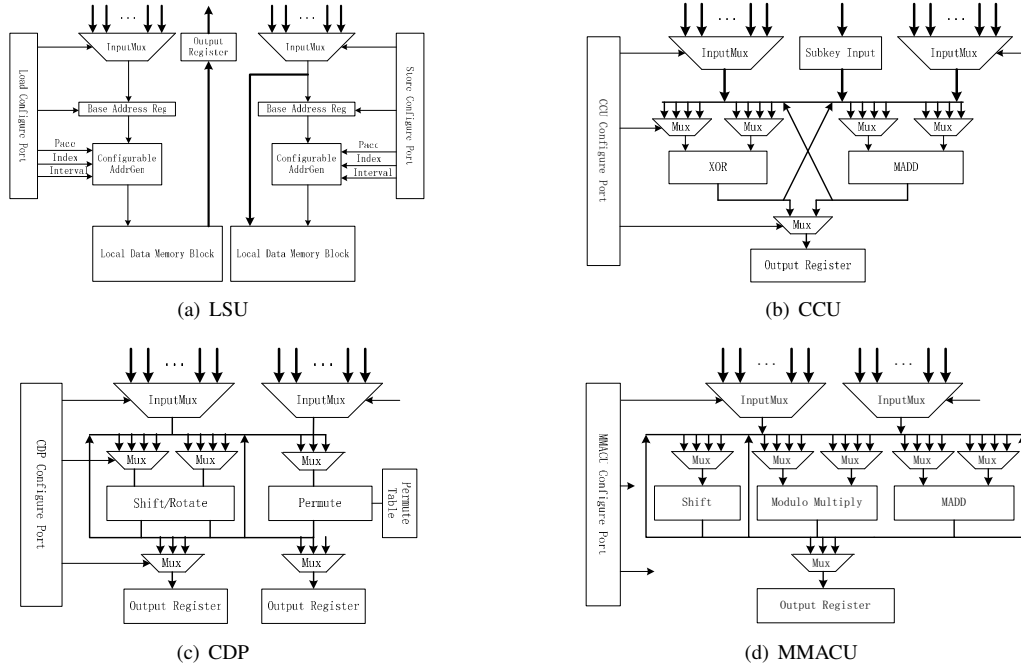 ...
...
InputMux
Output
Register
InputMux
Load Configure Port
Store Configure Port
Base Address Reg
Base Address Reg
Pacc
Index
Interval
Configurable
AddrGen
Configurable
AddrGen
Pacc
Index
Interval
Local Data Memory Block
Local Data Memory Block
(a) LSU
...
...
InputMux
Subkey Input
InputMux
CCU Configure Port
Mux
Mux
Mux
Mux
XOR
MADD
Mux
Output Register
(b) CCU
...
...
InputMux
InputMux
CDP Configure Port
Mux
Mux
Mux
Shift/Rotate
Permute
Permute
Table
Mux
Mux
Output Register
Output Register
(c) CDP
...
...
InputMux
InputMux
MMACU Configure Port
Mux
Mux
Mux
Mux
Mux
Shift
Modulo Multiply
MADD
Mux
Output Register
(d) MMACU